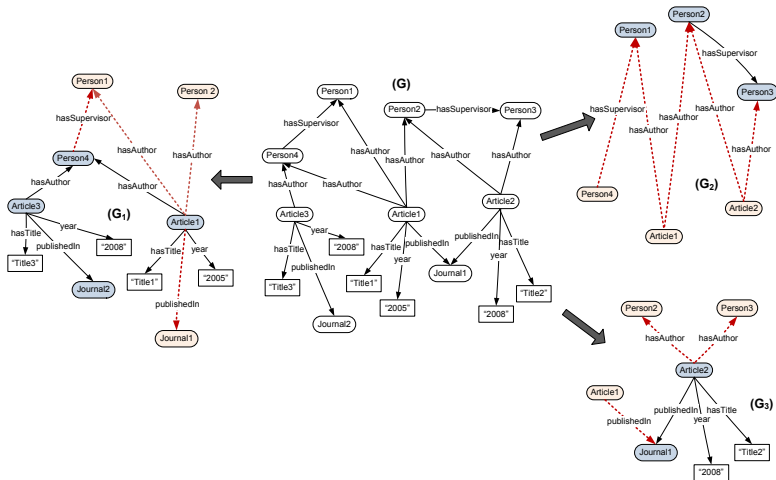 Person1
Person 2
hasSupervisor
hasAuthor
hasAuthor
Person4
hasAuthor
hasAuthor
Article3
(G1)
Article1
hasTitle
year
publishedIn
"2008"
hasTitle
year
"Title3"
"Title1"
"2005"
Journal2
publishedIn
Journal1
(G)
Person1
Person2
hasSupervisor
Person3
hasSupervisor
hasAuthor
hasAuthor
hasAuthor
hasAuthor
Person4
hasAuthor
hasAuthor
Article3
Article1
Article2
hasTitle
year
"2008"
publishedIn
hasTitle
year
publishedIn
publishedIn
hasTitle
year
Journal1
"Title3"
"Title1"
"2005"
"2008"
"Title2"
Journal2
Person2
Person1
hasSupervisor
Person3
hasSupervisor
hasAuthor
hasAuthor
hasAuthor
hasAuthor
(G2)
Person4
Article2
Article1
Person2
Person3
hasAuthor
hasAuthor
Article2
Article1
(G3)
publishedIn
publishedIn
hasTitle
year
Journal1
"Title2"
"2008"